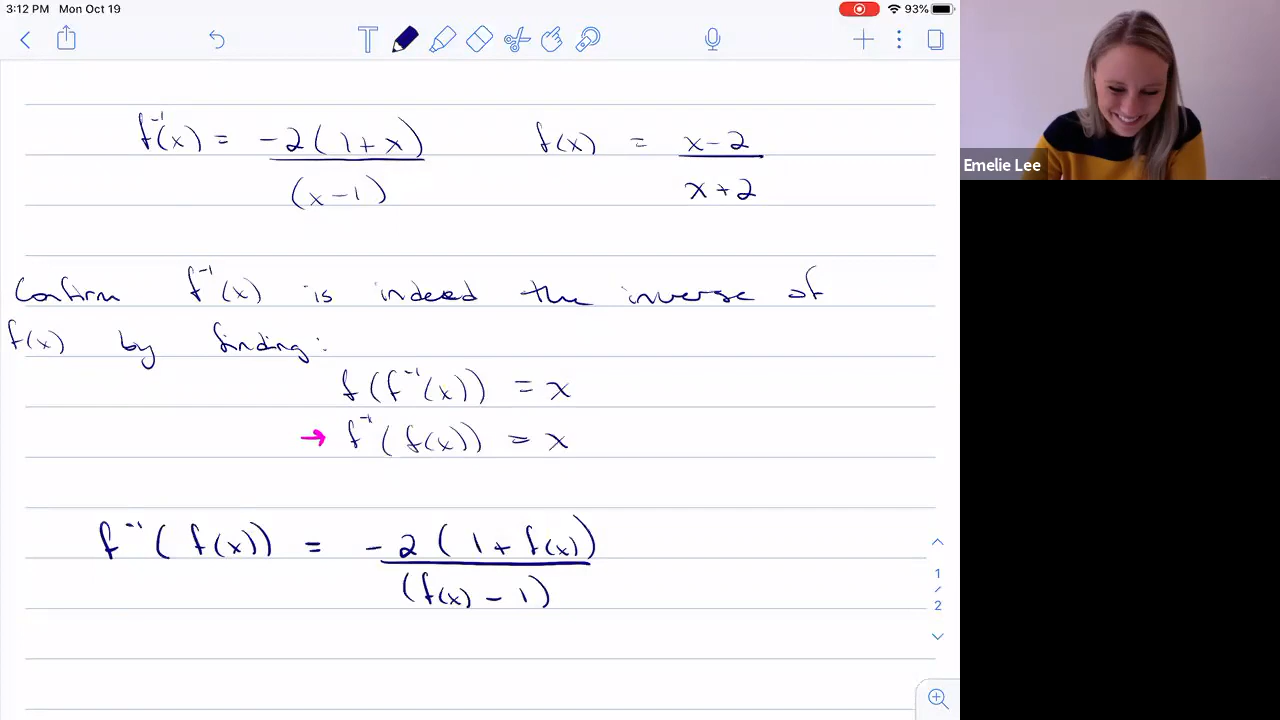 3:12 PM Mon Oct 19 93%
f⁻¹(x) = -2(1+x) / (x-1) f(x) = x-2 / x+2
Emelie Lee
Confirm f⁻¹(x) is indeed the inverse of
f(x) by finding:
f(f⁻¹(x)) = x
→ f⁻¹(f(x)) = x
f⁻¹(f(x)) = -2(1+f(x)) / (f(x)-1)
1
/
2